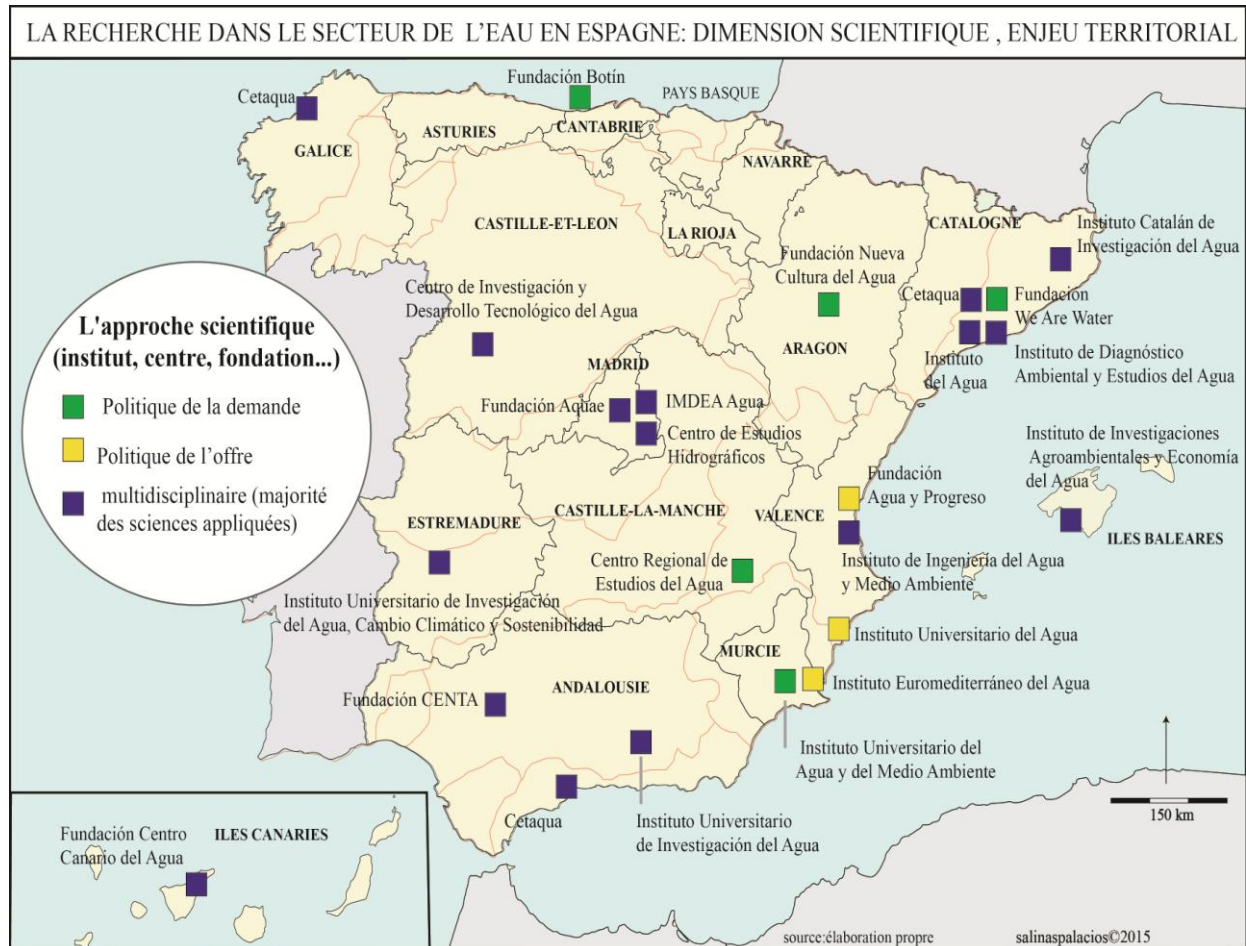 LA RECHERCHE DANS LE SECTEUR DE L'EAU EN ESPAGNE: DIMENSION SCIENTIFIQUE , ENJEU TERRITORIAL
Fundación Botín
Cetaqua
PAYS BASQUE
CANTABRIE
ASTURIES
GALICE
NAVARRE
CASTILLE-ET-LEON
LA RIOJA
CATALOGNE
Instituto Catalán de
Investigación del Agua
Fundación Nueva
Cultura del Agua
Centro de Investigación y
Desarrollo Tecnológico del Agua
Cetaqua
Fundación
We Are Water
L'approche scientifique
(institut, centre, fondation...)
Politique de la demande
Politique de l'offre
multidisciplinaire (majorité
des sciences appliquées)
ARAGON
Instituto
del Agua
Instituto de Diagnóstico
Ambiental y Estudios del Agua
MADRID
Fundación Aquae
IMDEA Agua
Centro de Estudios
Hidrográficos
Instituto de Investigaciones
Agroambientales y Economía
del Agua
ILES BALEARES
Fundación
Agua y Progreso
ESTREMADURE
CASTILLE-LA-MANCHE
VALENCE
Centro Regional de
Estudios del Agua
Instituto de Ingeniería del Agua
y Medio Ambiente
Instituto Universitario de Investigación
del Agua, Cambio Climático y Sostenibilidad
Instituto Universitario del Agua
MURCIE
Instituto Euromediterráneo del Agua
ANDALOUSIE
Fundación CENTA
Instituto Universitario del
Agua y del Medio Ambiente
Cetaqua
Instituto Universitario
de Investigación del Agua
150 km
Fundación Centro
Canario del Agua
ILES CANARIES
source:élaboration propre
salinaspalacios©2015